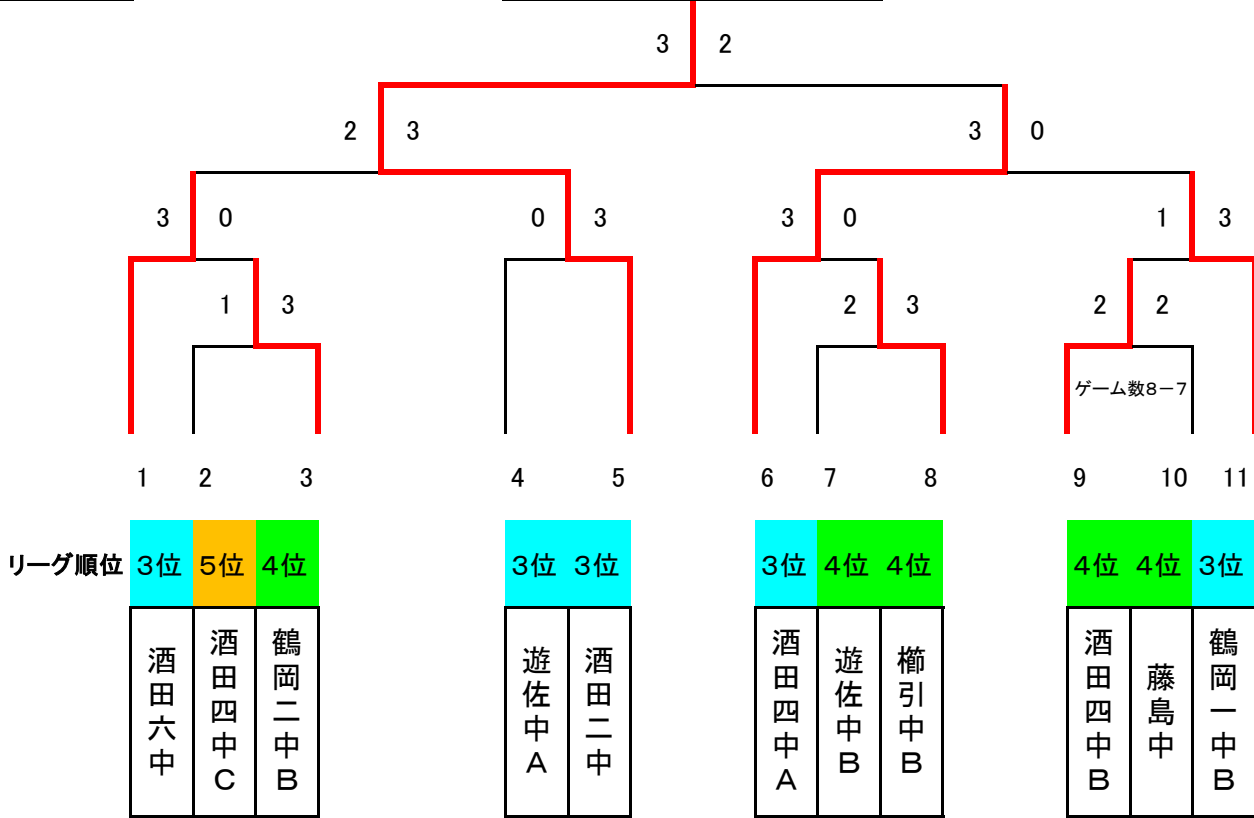 3 2
2 3 3 0
3 0 0 3 3 0 1 3
1 3 2 3 2 2
ゲーム数8－7
1 2 3 4 5 6 7 8 9 10 11
リーグ順位 3位 5位 4位 3位 3位 3位 4位 4位 4位 4位 3位
酒田六中
酒田四中C
鶴岡二中B
遊佐中A
酒田二中
酒田四中A
遊佐中B
櫛引中B
酒田四中B
藤島中
鶴岡一中B